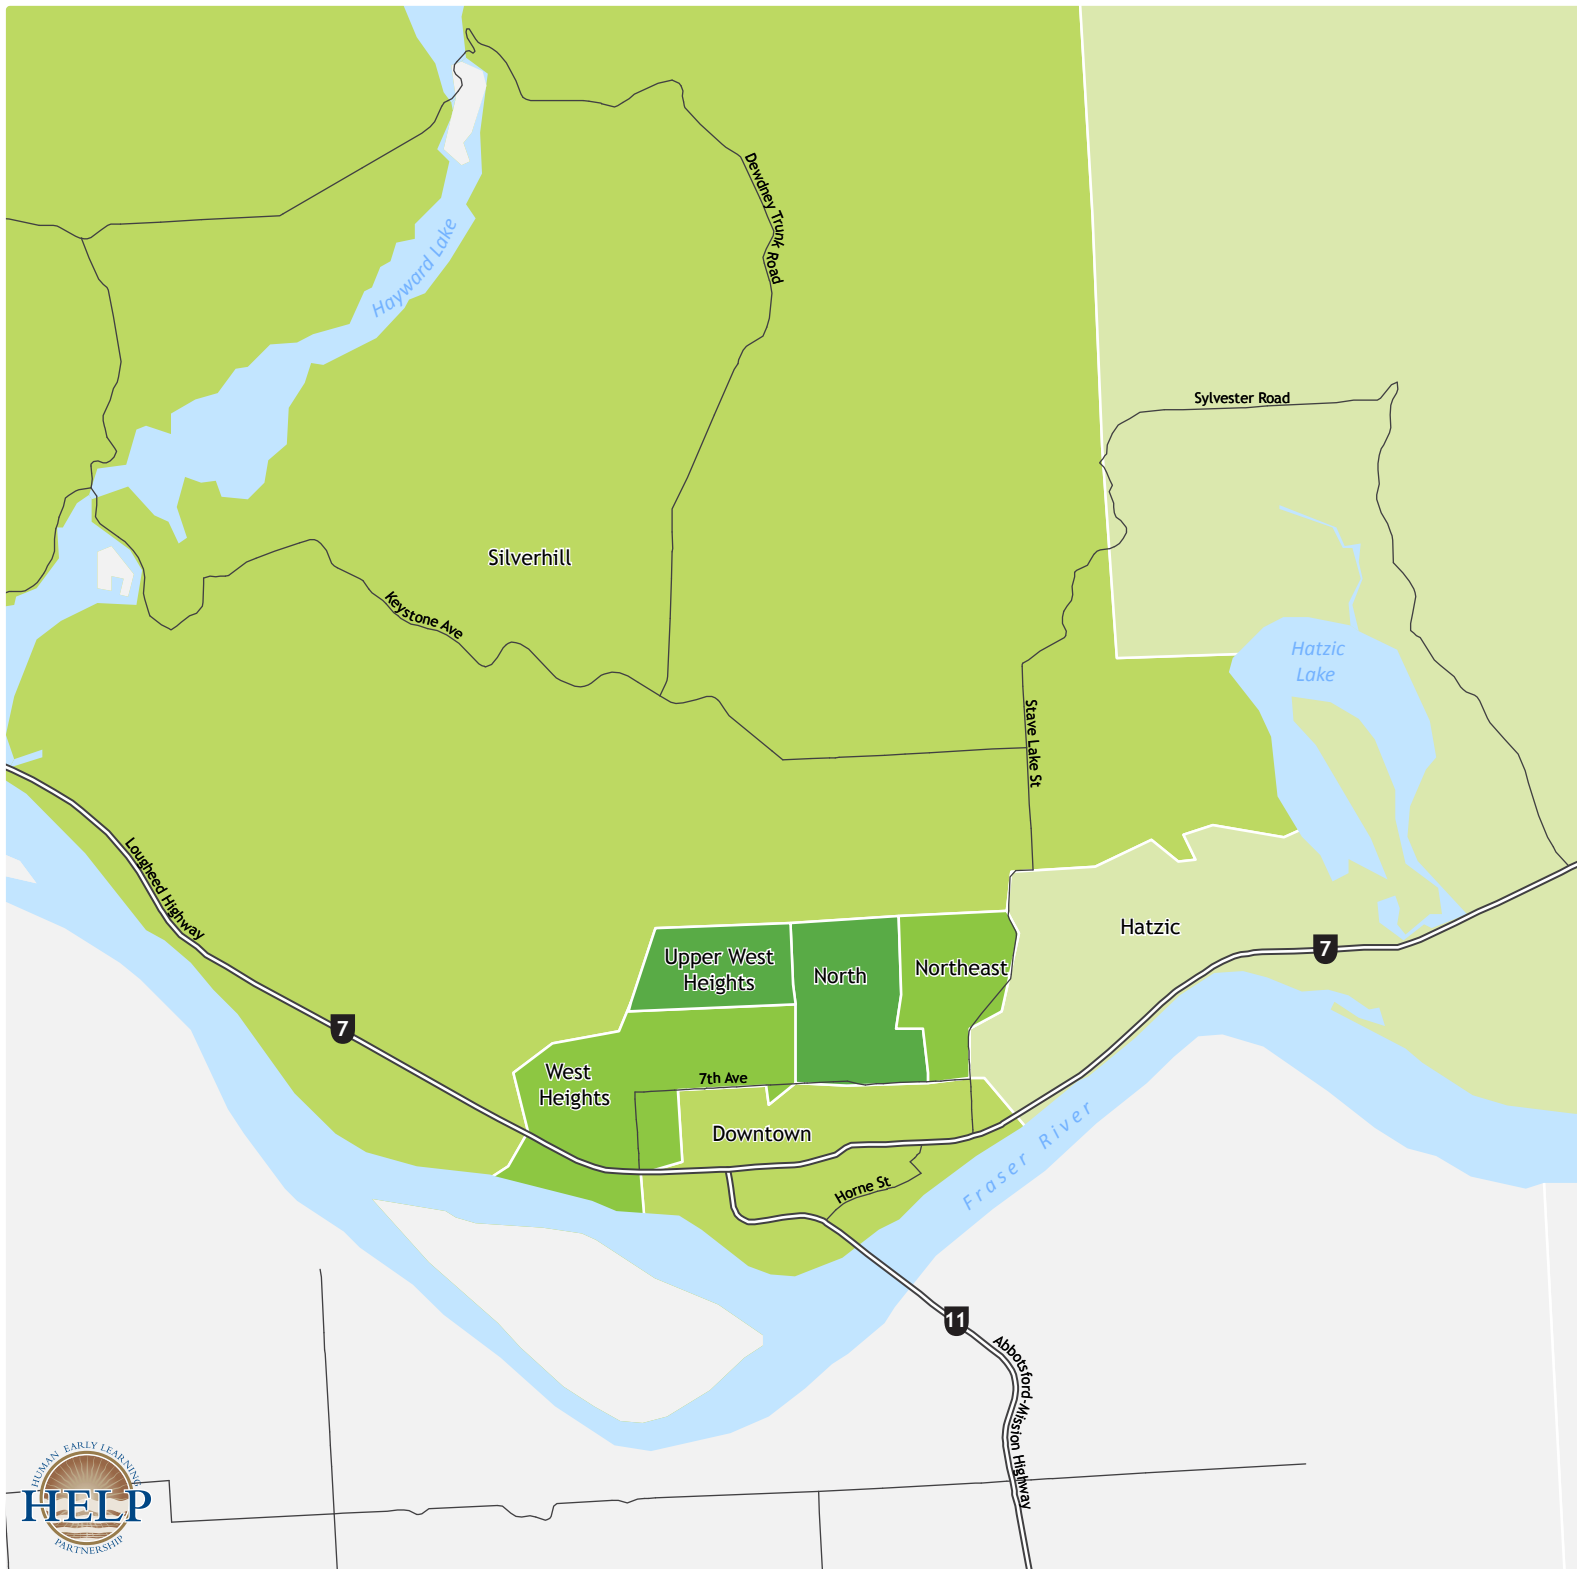 Dewdney Trunk Road
Hayward Lake
Sylvester Road
Silverhill
Keystone Ave
Hatzic
Lake
Stave Lake St
Lougheed Highway
Hatzic
7
Upper West
Heights
North
Northeast
7
West
Heights
7th Ave
Downtown
Fraser River
Horne St
11
Abbotsford-Mission Highway
HUMAN EARLY LEARNING
HELP
PARTNERSHIP